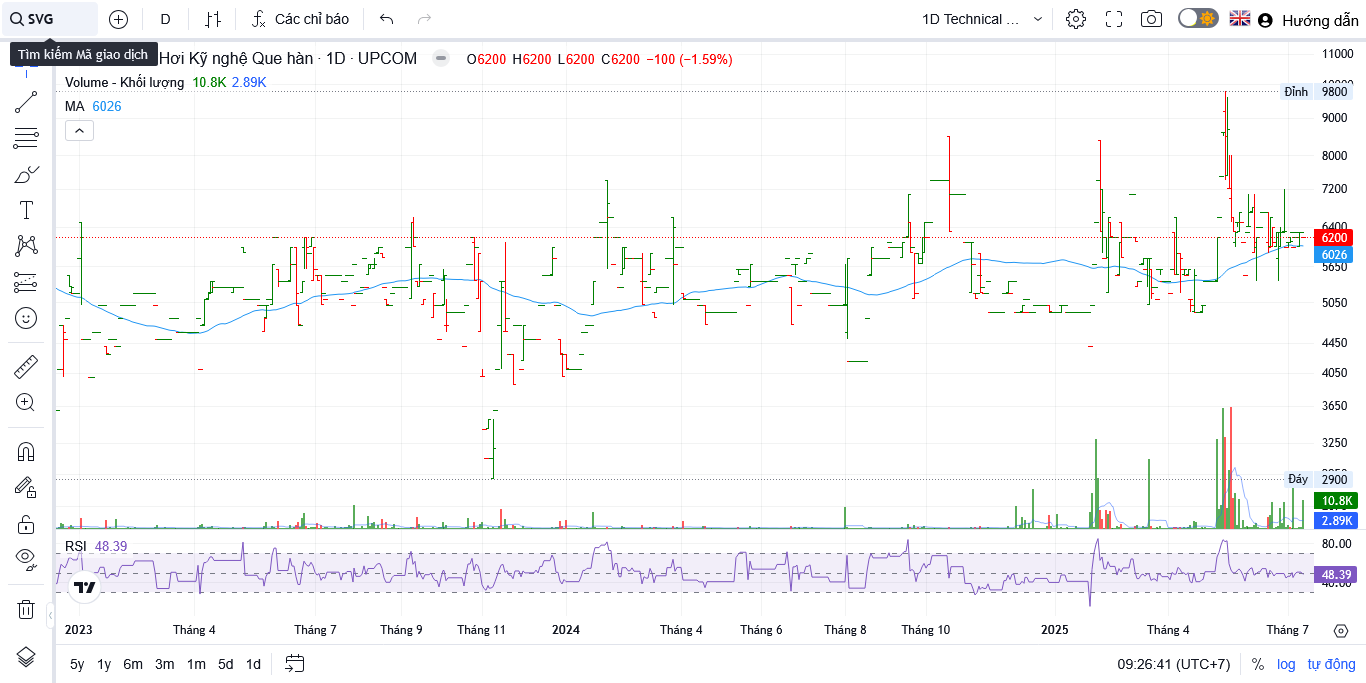 SVG
D
Các chỉ báo
1D Technical ...
Hướng dẫn
Tìm kiếm Mã giao dịch
Hơi Kỹ nghệ Que hàn · 1D · UPCOM
O6200 H6200 L6200 C6200 −100 (−1.59%)
Volume - Khối lượng 10.8K 2.89K
MA 6026
11000
Đỉnh 9800
9000
8000
7200
6400
6200
6026
5650
5050
4450
4050
3650
3250
Đáy 2900
10.8K
2.89K
RSI 48.39
80.00
48.39
40.00
2023 Tháng 4 Tháng 7 Tháng 9 Tháng 11 2024 Tháng 4 Tháng 6 Tháng 8 Tháng 10 2025 Tháng 4 Tháng 7
5y 1y 6m 3m 1m 5d 1d
09:26:41 (UTC+7) % log tự động